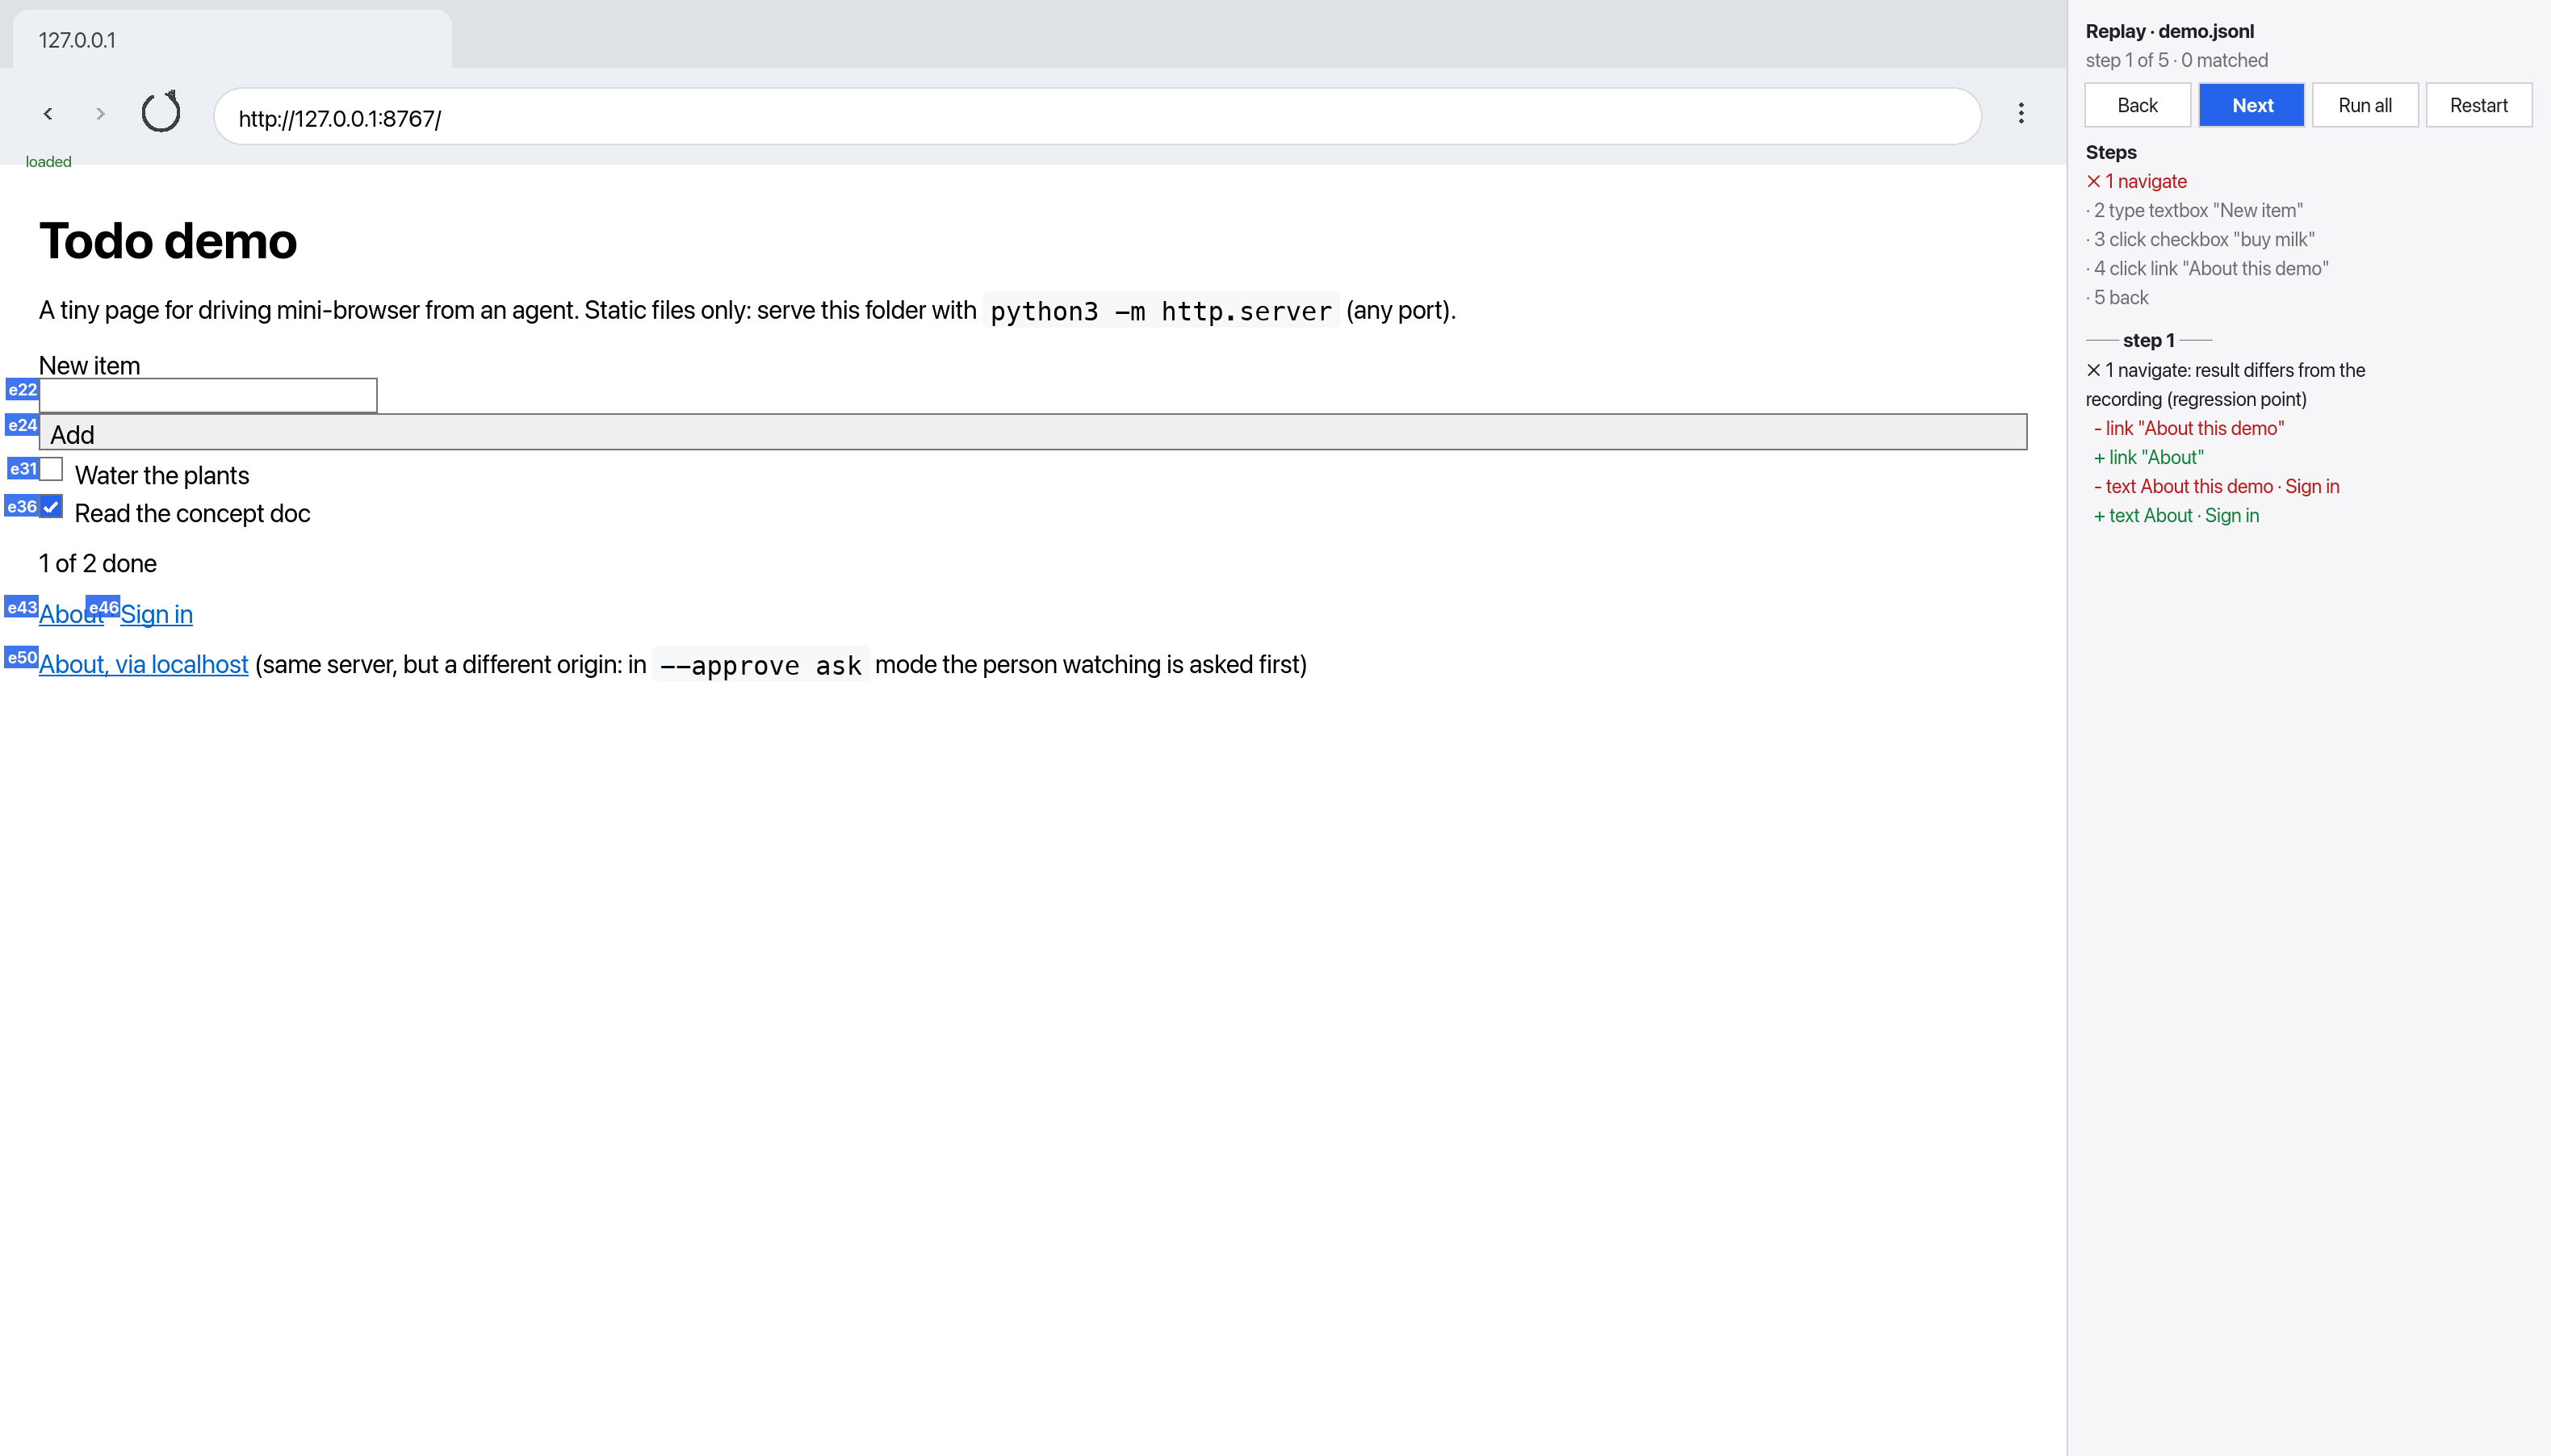 127.0.0.1
http://127.0.0.1:8767/
loaded
Todo demo
A tiny page for driving mini-browser from an agent. Static files only: serve this folder with python3 -m http.server (any port).
New item
e22
e24 Add
e31 Water the plants
e36 Read the concept doc
1 of 2 done
e43 About e46 Sign in
e50 About, via localhost (same server, but a different origin: in --approve ask mode the person watching is asked first)
Replay · demo.jsonl
step 1 of 5 · 0 matched
Back Next Run all Restart
Steps
✕ 1 navigate
· 2 type textbox "New item"
· 3 click checkbox "buy milk"
· 4 click link "About this demo"
· 5 back
—— step 1 ——
✕ 1 navigate: result differs from the
recording (regression point)
- link "About this demo"
+ link "About"
- text About this demo · Sign in
+ text About · Sign in